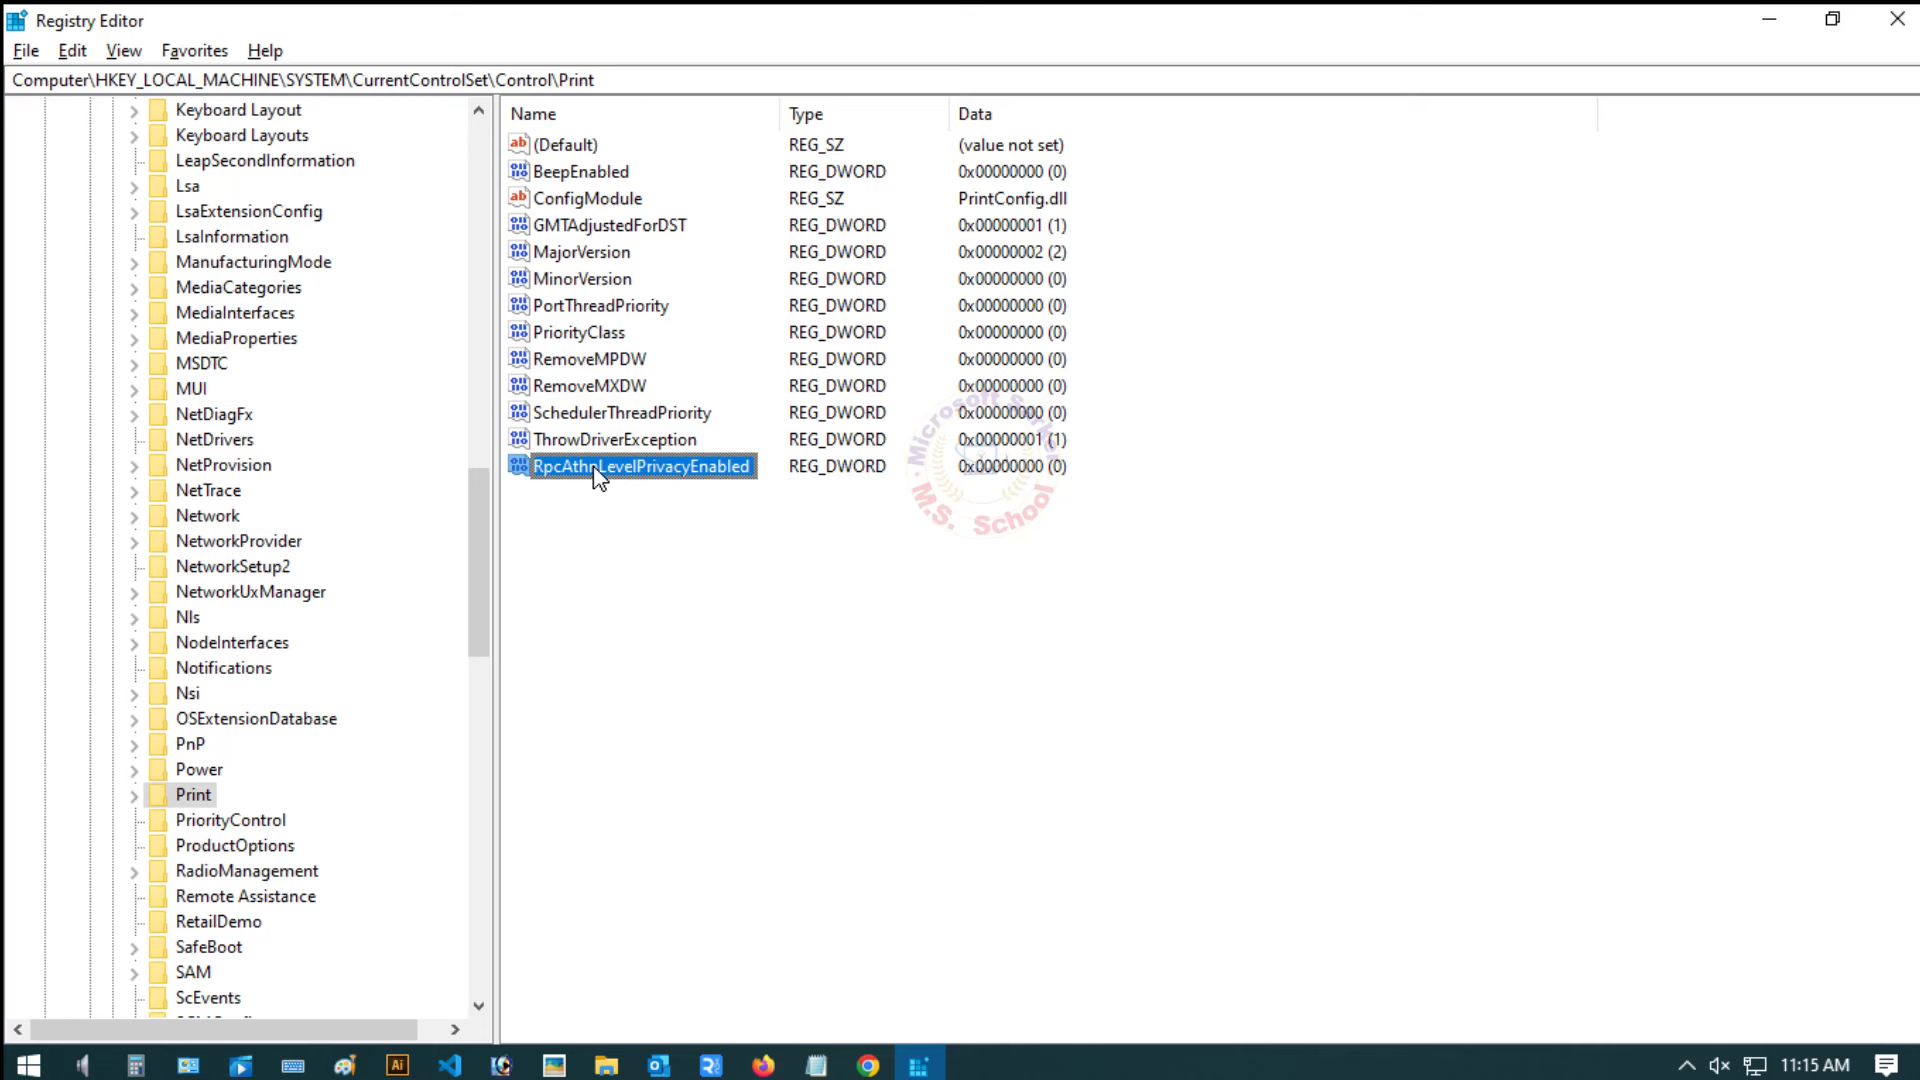 Registry Editor
File Edit View Favorites Help
Computer\HKEY_LOCAL_MACHINE\SYSTEM\CurrentControlSet\Control\Print
Keyboard Layout
Keyboard Layouts
LeapSecondInformation
Lsa
LsaExtensionConfig
LsaInformation
ManufacturingMode
MediaCategories
MediaInterfaces
MediaProperties
MSDTC
MUI
NetDiagFx
NetDrivers
NetProvision
NetTrace
Network
NetworkProvider
NetworkSetup2
NetworkUxManager
Nls
NodeInterfaces
Notifications
Nsi
OSExtensionDatabase
PnP
Power
Print
PriorityControl
ProductOptions
RadioManagement
Remote Assistance
RetailDemo
SafeBoot
SAM
ScEvents
Name Type Data
(Default) REG_SZ (value not set)
BeepEnabled REG_DWORD 0x00000000 (0)
ConfigModule REG_SZ PrintConfig.dll
GMTAdjustedForDST REG_DWORD 0x00000001 (1)
MajorVersion REG_DWORD 0x00000002 (2)
MinorVersion REG_DWORD 0x00000000 (0)
PortThreadPriority REG_DWORD 0x00000000 (0)
PriorityClass REG_DWORD 0x00000000 (0)
RemoveMPDW REG_DWORD 0x00000000 (0)
RemoveMXDW REG_DWORD 0x00000000 (0)
SchedulerThreadPriority REG_DWORD 0x00000000 (0)
ThrowDriverException REG_DWORD 0x00000001 (1)
REG_DWORD 0x00000000 (0)
Microsoft Sarker
M.S. School
Ai
11:15 AM